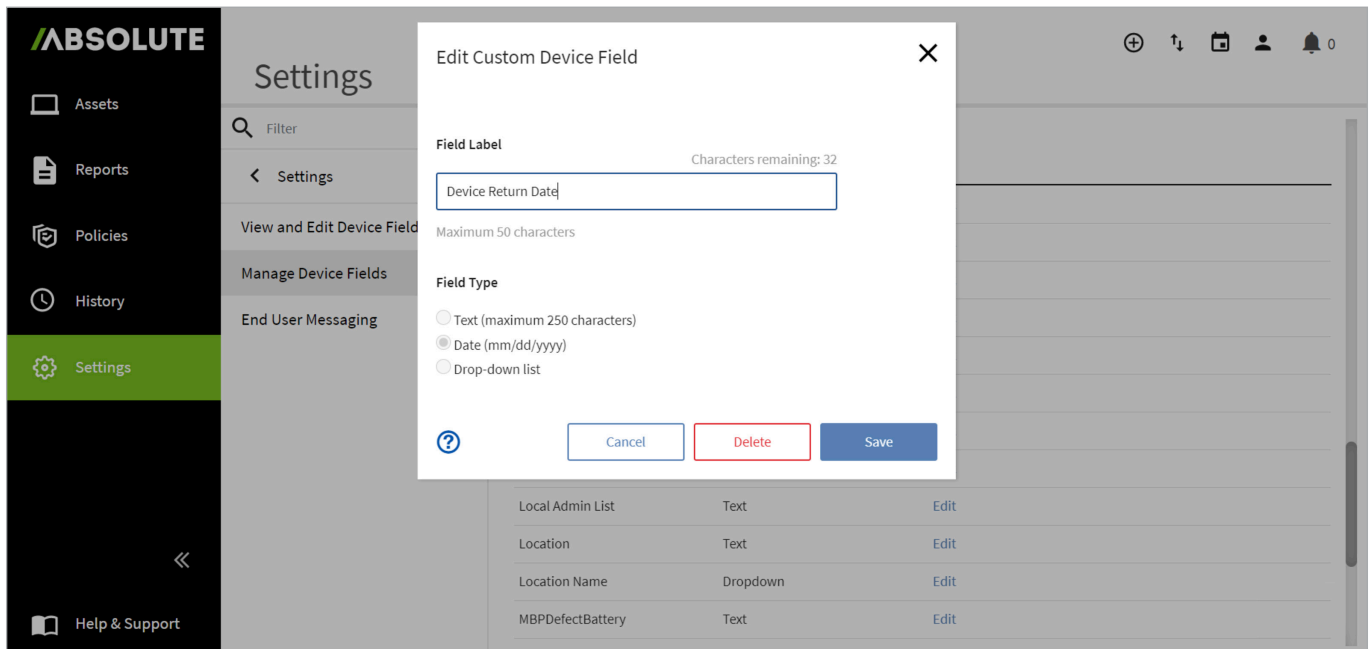 ABSOLUTE
Assets
Reports
Policies
History
Settings
Help & Support
Settings
0
Filter
Settings
View and Edit Device Field
Manage Device Fields
End User Messaging
Edit Custom Device Field
Field Label
Characters remaining: 32
Device Return Date
Maximum 50 characters
Field Type
Text (maximum 250 characters)
Date (mm/dd/yyyy)
Drop-down list
Cancel Delete Save
Local Admin List Text Edit
Location Text Edit
Location Name Dropdown Edit
MBPDefectBattery Text Edit